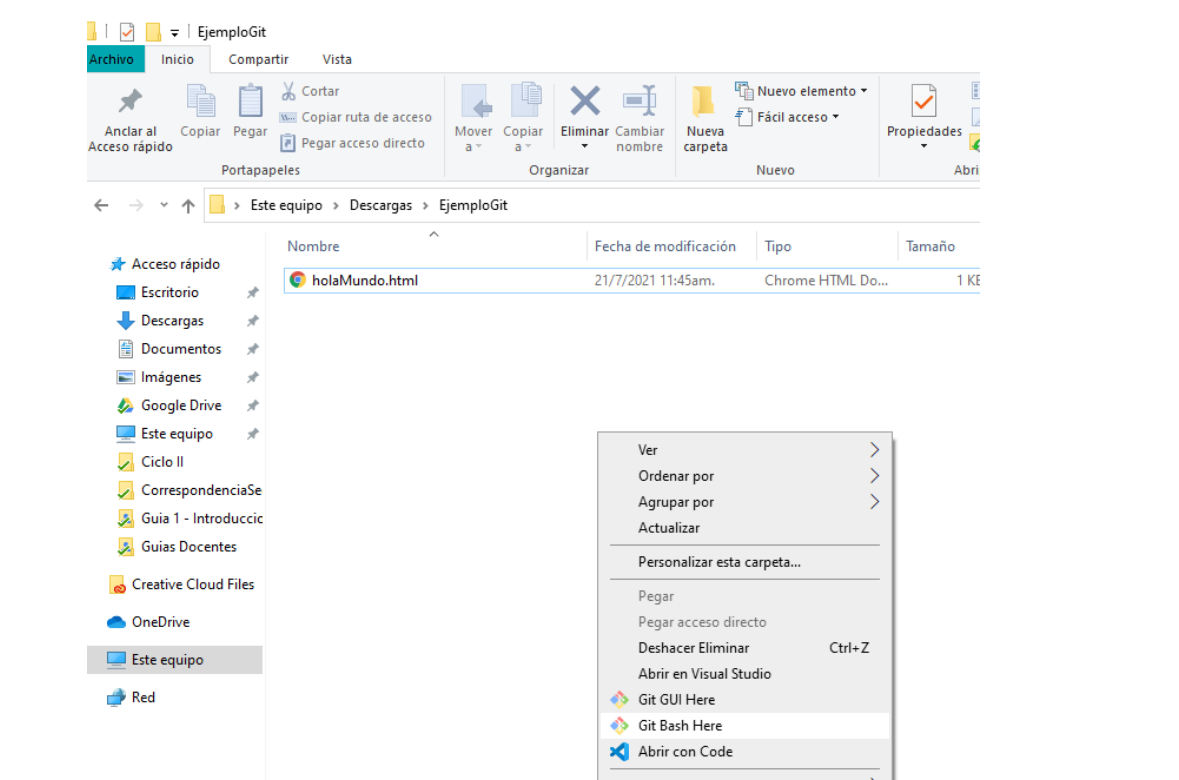 EjemploGit
Archivo Inicio Compartir Vista
Anclar al Acceso rápido
Copiar
Pegar
Cortar
Copiar ruta de acceso
Pegar acceso directo
Portapapeles
Mover a
Copiar a
Eliminar
Cambiar nombre
Organizar
Nueva carpeta
Nuevo elemento
Fácil acceso
Nuevo
Propiedades
Abri
Este equipo > Descargas > EjemploGit
Nombre Fecha de modificación Tipo Tamaño
holaMundo.html 21/7/2021 11:45am. Chrome HTML Do... 1 KE
Acceso rápido
Escritorio
Descargas
Documentos
Imágenes
Google Drive
Este equipo
Ciclo II
CorrespondenciaSe
Guia 1 - Introduccic
Guias Docentes
Creative Cloud Files
OneDrive
Este equipo
Red
Ver
Ordenar por
Agrupar por
Actualizar
Personalizar esta carpeta...
Pegar
Pegar acceso directo
Deshacer Eliminar Ctrl+Z
Abrir en Visual Studio
Git GUI Here
Git Bash Here
Abrir con Code